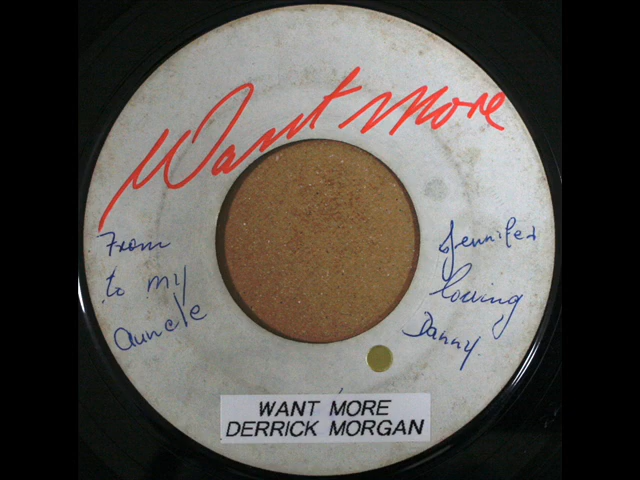 Want More
From Jennifer
to my loving
auncle Danny.
WANT MORE
DERRICK MORGAN